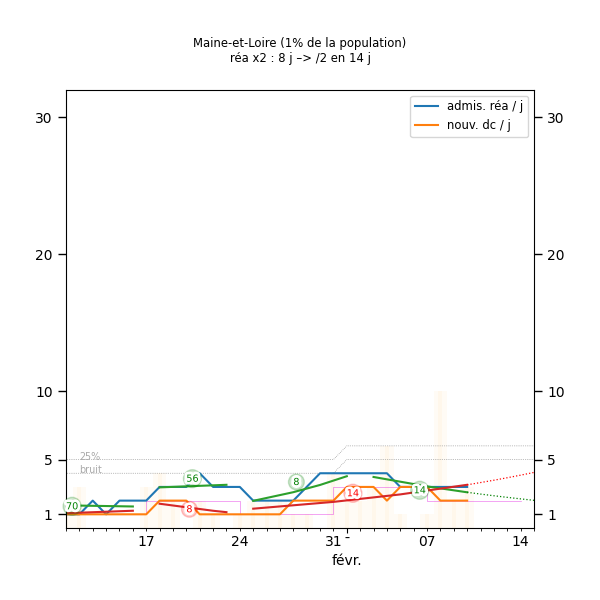 Maine-et-Loire (1% de la population)
réa x2 : 8 j –> /2 en 14 j
admis. réa / j
nouv. dc / j
30 30
20 20
10 10
5 5
1 1
25%
bruit
70
56
8
8
14
14
17 24 31 07 14
févr.